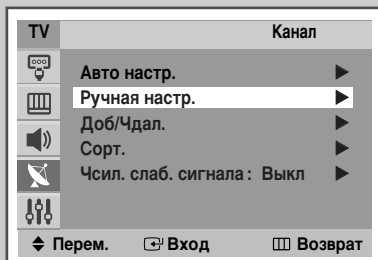 TV Канал
Авто настр.
Ручная настр.
Доб/Чдал.
Сорт.
Чсил. слаб. сигнала : Выкл
Перем. Вход Возврат